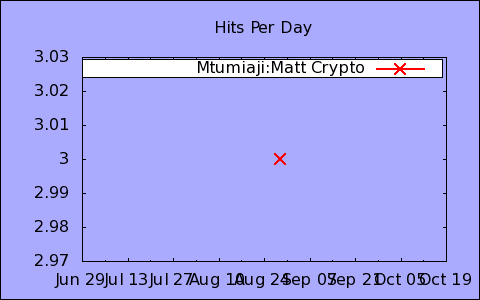 Hits Per Day
3.03
Mtumiaji:Matt Crypto
3.02
3.01
3
2.99
2.98
2.97
Jun 29 Jul 13 Jul 27 Aug 10 Aug 24 Sep 07 Sep 21 Oct 05 Oct 19